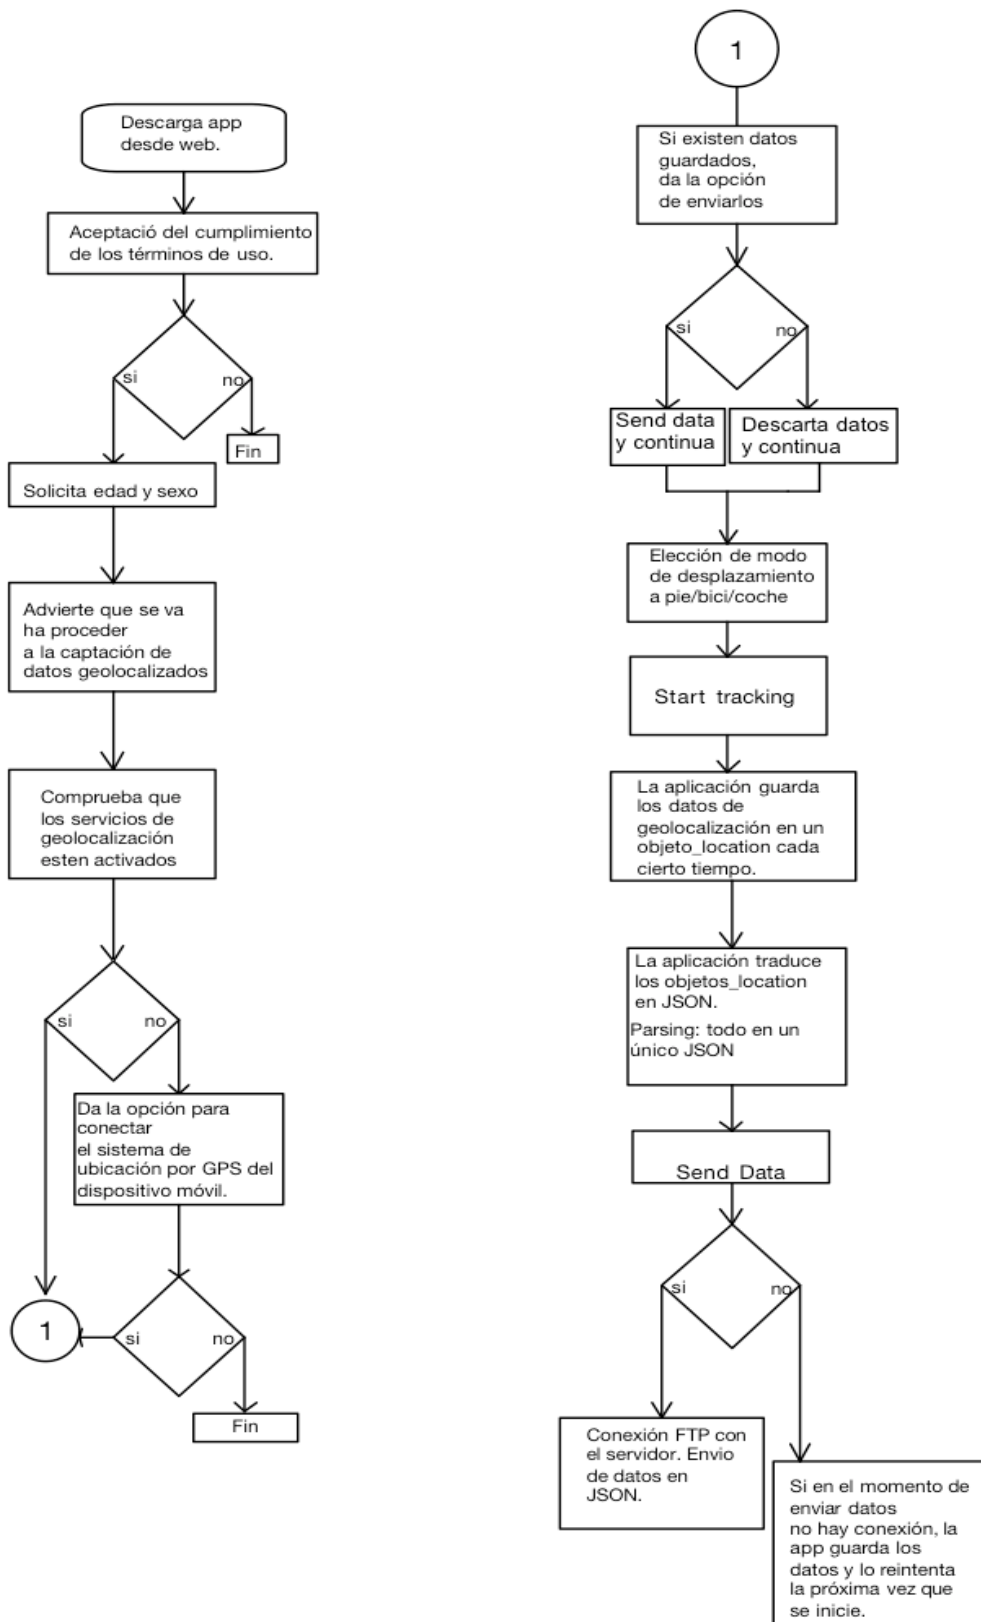 Descarga app
desde web.
Aceptació del cumplimiento
de los términos de uso.
si
no
Fin
Solicita edad y sexo
Advierte que se va
ha proceder
a la captación de
datos geolocalizados
Comprueba que
los servicios de
geolocalización
esten activados
si
no
Da la opción para
conectar
el sistema de
ubicación por GPS del
dispositivo móvil.
1
si
no
Fin
1
Si existen datos
guardados,
da la opción
de enviarlos
si
no
Send data
y continua
Descarta datos
y continua
Elección de modo
de desplazamiento
a pie/bici/coche
Start tracking
La aplicación guarda
los datos de
geolocalización en un
objeto_location cada
cierto tiempo.
La aplicación traduce
los objetos_location
en JSON.
Parsing: todo en un
único JSON
Send Data
si
no
Conexión FTP con
el servidor. Envio
de datos en
JSON.
Si en el momento de
enviar datos
no hay conexión, la
app guarda los
datos y lo reintenta
la próxima vez que
se inicie.